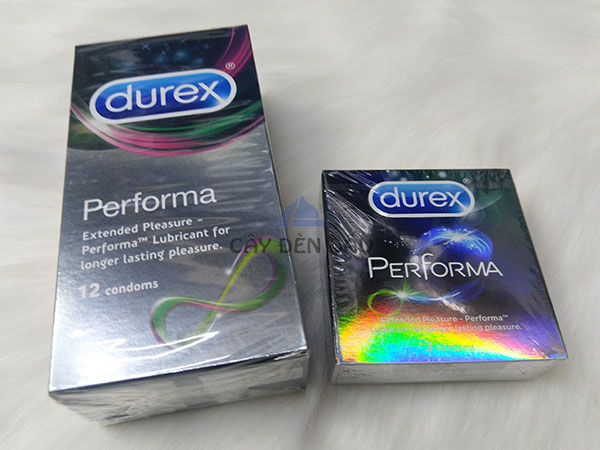 durex®
Performa
Extended Pleasure -
Performa™ Lubricant for
longer lasting pleasure.
12 condoms
CÂY ĐÈN
durex®
PERFORMA
Extended Pleasure - Performa™
longer lasting pleasure.